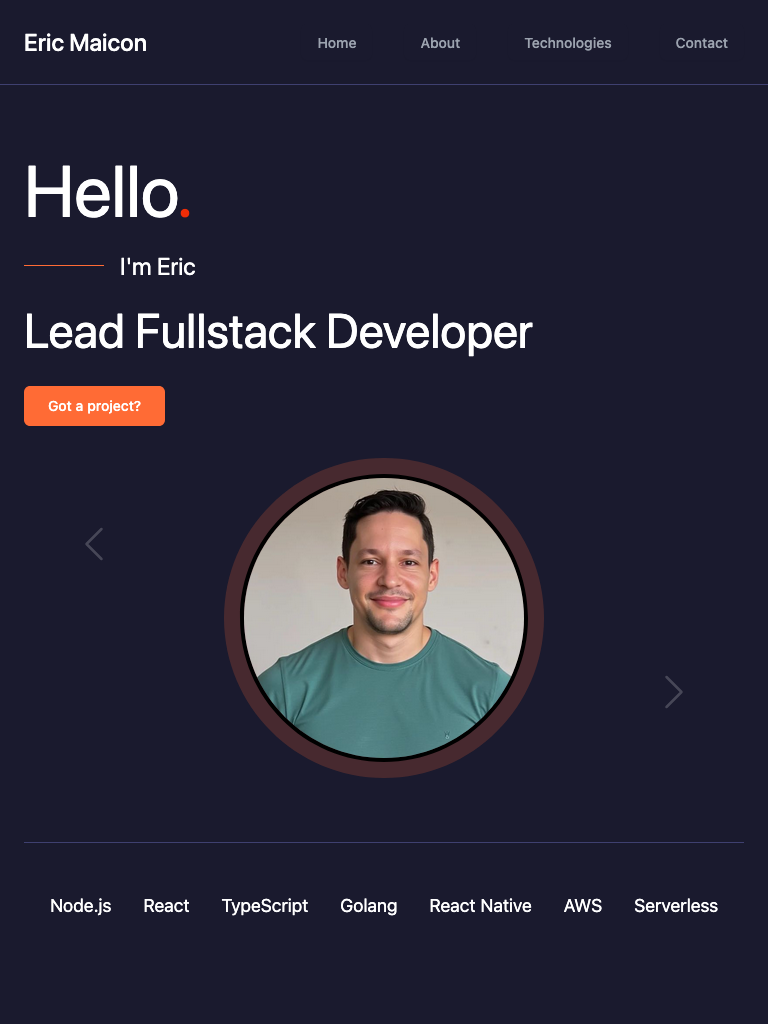 Eric Maicon
Home About Technologies Contact
Hello.
I'm Eric
Lead Fullstack Developer
Got a project?
Node.js React TypeScript Golang React Native AWS Serverless